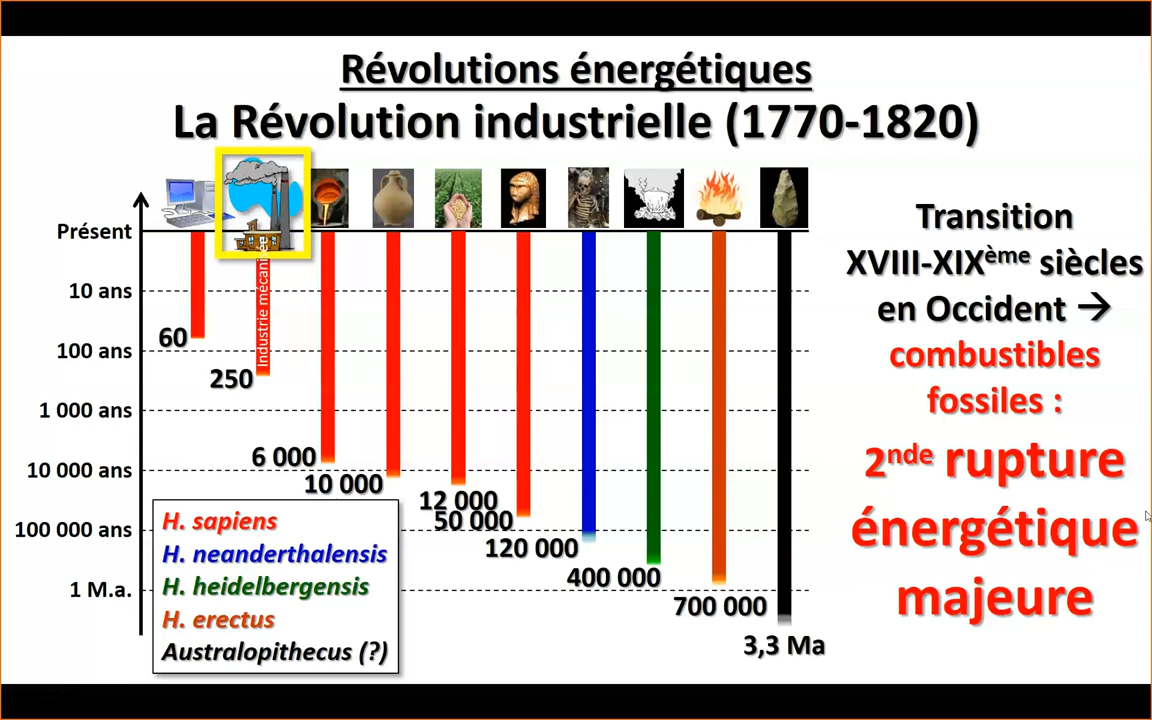 Révolutions énergétiques
La Révolution industrielle (1770-1820)
Présent
10 ans
100 ans
1 000 ans
10 000 ans
100 000 ans
1 M.a.
60
250
Industrie mécanisée
6 000
10 000
12 000
50 000
120 000
400 000
700 000
3,3 Ma
H. sapiens
H. neanderthalensis
H. heidelbergensis
H. erectus
Australopithecus (?)
Transition
XVIII-XIXème siècles
en Occident →
combustibles
fossiles :
2nde rupture
énergétique
majeure